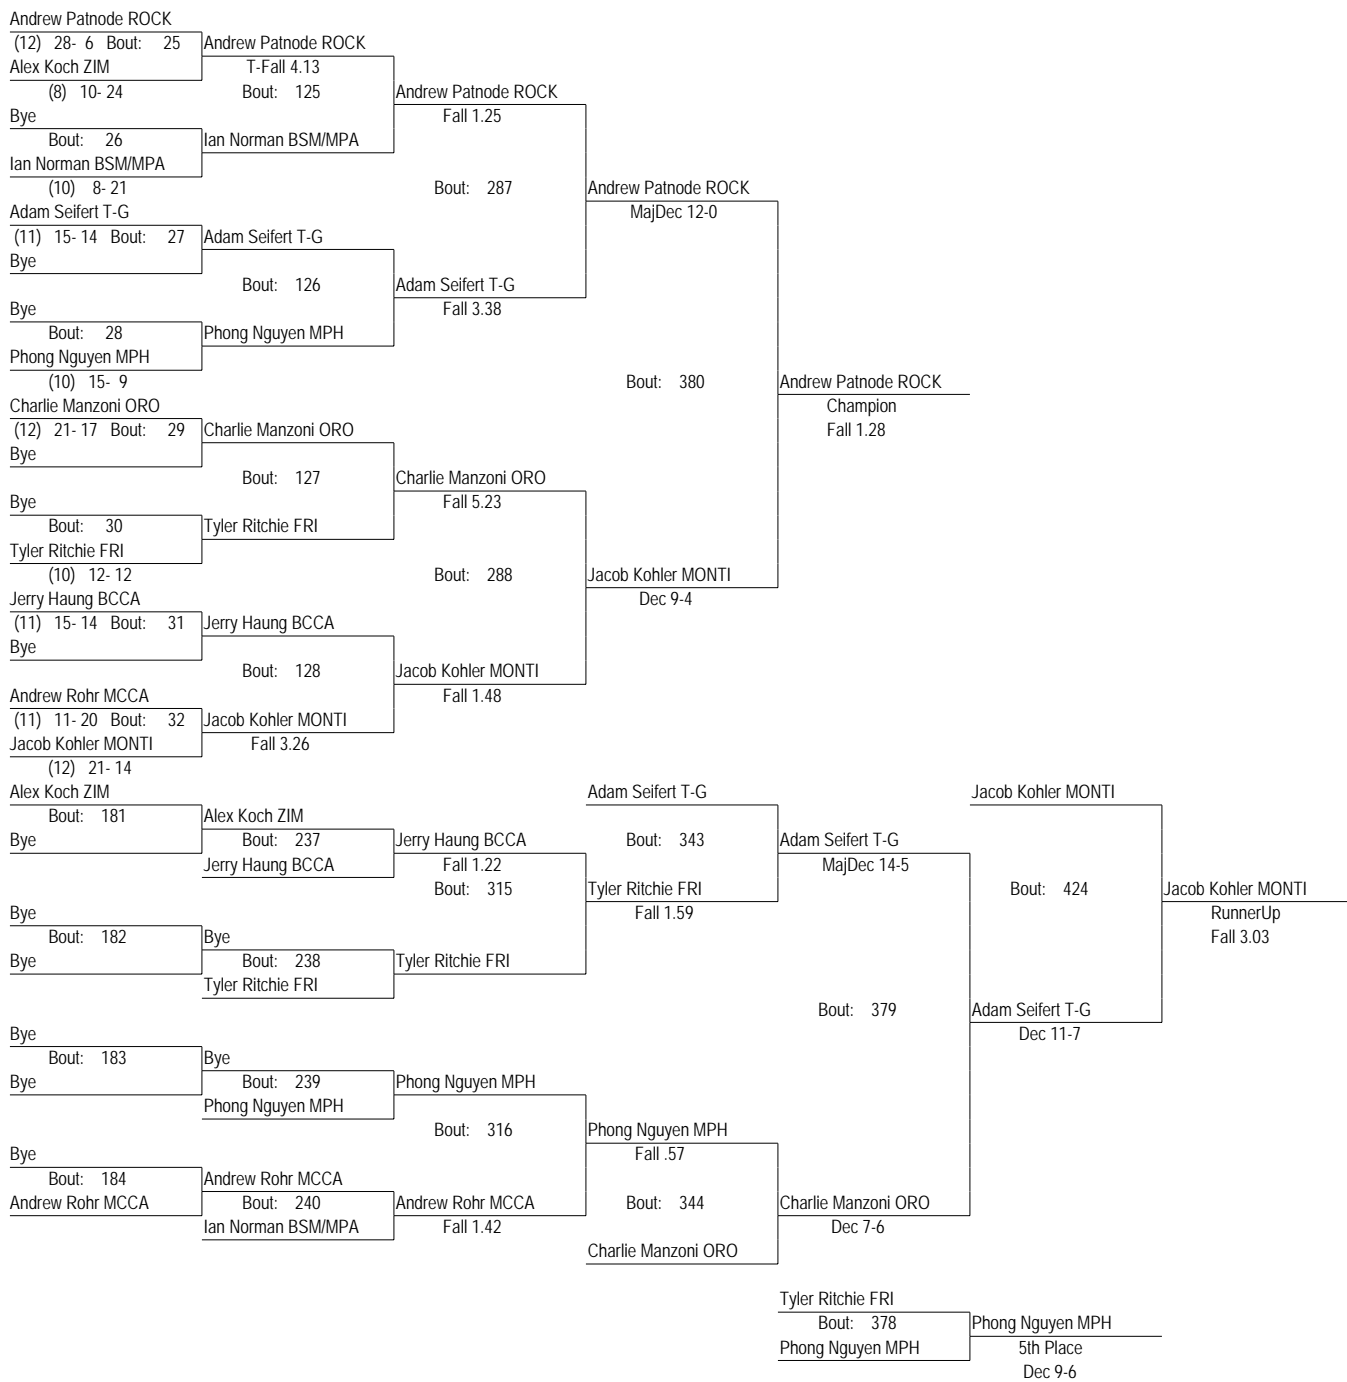 Andrew Patnode ROCK
(12) 28- 6 Bout: 25 Andrew Patnode ROCK
Alex Koch ZIM T-Fall 4.13
(8) 10- 24 Bout: 125 Andrew Patnode ROCK
Bye Fall 1.25
Bout: 26 Ian Norman BSM/MPA
Ian Norman BSM/MPA
(10) 8- 21 Bout: 287 Andrew Patnode ROCK
Adam Seifert T-G MajDec 12-0
(11) 15- 14 Bout: 27 Adam Seifert T-G
Bye
Bout: 126 Adam Seifert T-G
Bye Fall 3.38
Bout: 28 Phong Nguyen MPH
Phong Nguyen MPH
(10) 15- 9 Bout: 380 Andrew Patnode ROCK
Charlie Manzoni ORO Champion
(12) 21- 17 Bout: 29 Charlie Manzoni ORO Fall 1.28
Bye
Bout: 127 Charlie Manzoni ORO
Bye Fall 5.23
Bout: 30 Tyler Ritchie FRI
Tyler Ritchie FRI
(10) 12- 12 Bout: 288 Jacob Kohler MONTI
Jerry Haung BCCA Dec 9-4
(11) 15- 14 Bout: 31 Jerry Haung BCCA
Bye
Bout: 128 Jacob Kohler MONTI
Andrew Rohr MCCA Fall 1.48
(11) 11- 20 Bout: 32 Jacob Kohler MONTI
Jacob Kohler MONTI Fall 3.26
(12) 21- 14
Alex Koch ZIM Adam Seifert T-G Jacob Kohler MONTI
Bout: 181 Alex Koch ZIM
Bye Bout: 237 Jerry Haung BCCA Bout: 343 Adam Seifert T-G
Jerry Haung BCCA Fall 1.22 MajDec 14-5
Bout: 315 Tyler Ritchie FRI Bout: 424 Jacob Kohler MONTI
Bye Fall 1.59 RunnerUp
Bout: 182 Bye Fall 3.03
Bye Bout: 238 Tyler Ritchie FRI
Tyler Ritchie FRI
Bout: 379 Adam Seifert T-G
Bye Dec 11-7
Bout: 183 Bye
Bye Bout: 239 Phong Nguyen MPH
Phong Nguyen MPH
Bout: 316 Phong Nguyen MPH
Bye Fall .57
Bout: 184 Andrew Rohr MCCA
Andrew Rohr MCCA Bout: 240 Andrew Rohr MCCA Bout: 344 Charlie Manzoni ORO
Ian Norman BSM/MPA Fall 1.42 Dec 7-6
Charlie Manzoni ORO
Tyler Ritchie FRI
Bout: 378 Phong Nguyen MPH
Phong Nguyen MPH 5th Place
Dec 9-6